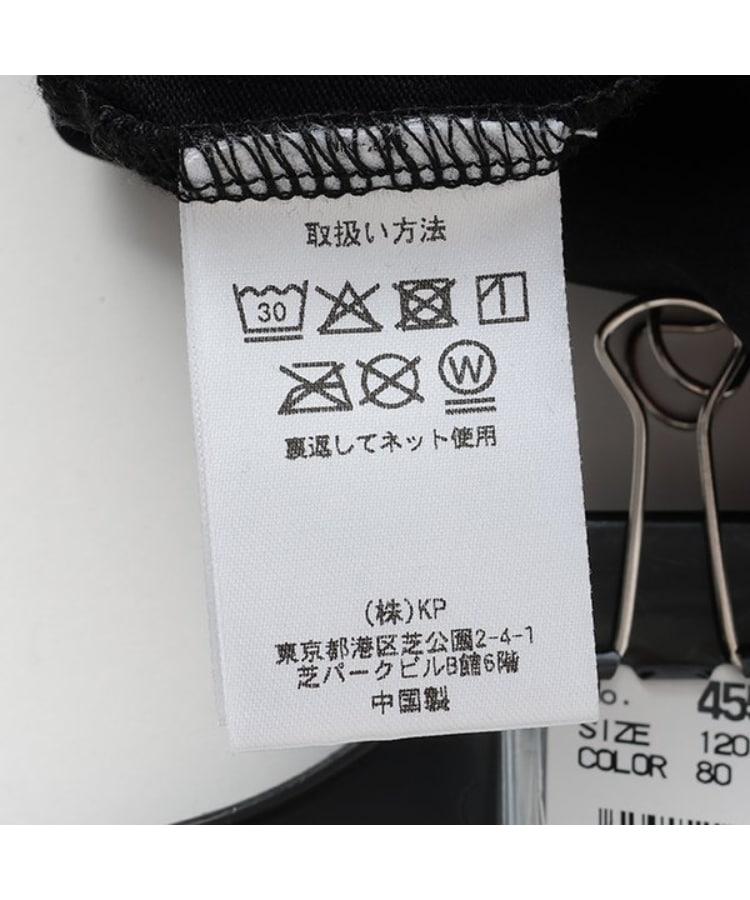 取扱い方法
30
W
裏返してネット使用
(株)KP
東京都港区芝公園2-4-1
芝パークビルB館6階
中国製
o. 455
SIZE 120
COLOR 80